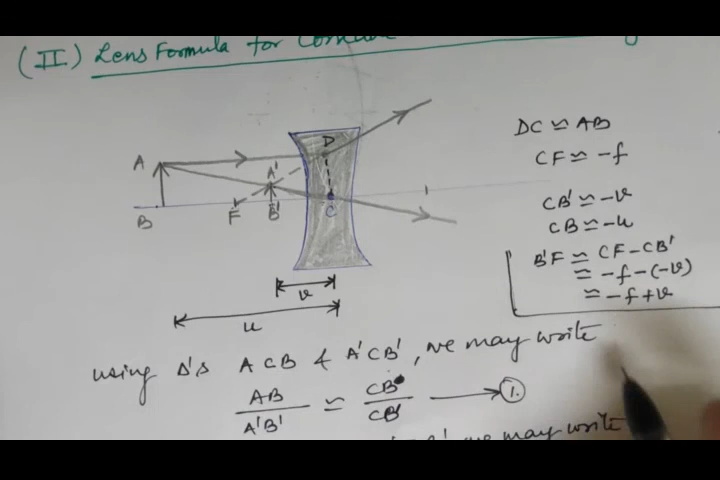 (II) Lens Formula for Concave
A
D
A'
B
F
B'
C
v
u
DC ≃ AB
CF ≃ -f
CB' ≃ -v
CB ≃ -u
B'F ≃ CF-CB'
≃ -f-(-v)
≃ -f+v
using Δ's ACB & A'CB', we may write
AB/A'B' ≃ CB/CB' → ①.
we may write